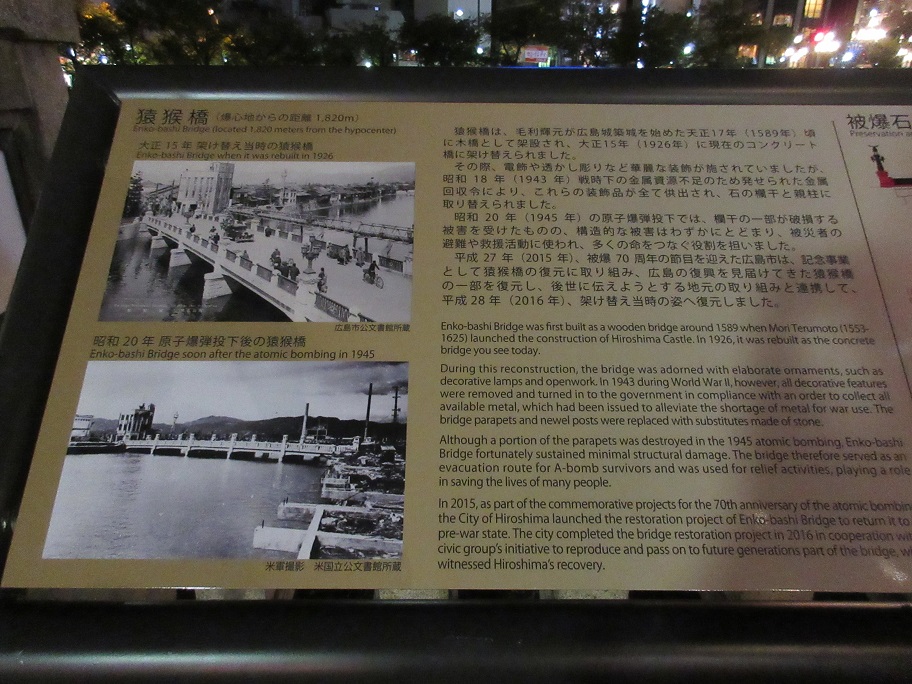 猿猴橋（爆心地からの距離 1,820m）
Enko-bashi Bridge (located 1,820 meters from the hypocenter)
大正 15 年 架け替え当時の猿猴橋
Enko-bashi Bridge when it was rebuilt in 1926
広島市公文書館所蔵
昭和 20 年 原子爆弾投下後の猿猴橋
Enko-bashi Bridge soon after the atomic bombing in 1945
米軍撮影　米国立公文書館所蔵
猿猴橋は、毛利輝元が広島城築城を始めた天正17年（1589年）頃
に木橋として架設され、大正15年（1926年）に現在のコンクリート
橋に架け替えられました。
その際、電飾や透かし彫りなど華麗な装飾が施されていましたが、
昭和 18 年（1943 年）戦時下の金属資源不足のため発せられた金属
回収令により、これらの装飾品が全て供出され、石の欄干と親柱に
取り替えられました。
昭和 20 年（1945 年）の原子爆弾投下では、欄干の一部が破損する
被害を受けたものの、構造的な被害はわずかにとどまり、被災者の
避難や救援活動に使われ、多くの命をつなぐ役割を担いました。
平成 27 年（2015 年）、被爆 70 周年の節目を迎えた広島市は、記念事業
として猿猴橋の復元に取り組み、広島の復興を見届けてきた猿猴橋
の一部を復元し、後世に伝えようとする地元の取り組みと連携して、
平成 28 年（2016 年）、架け替え当時の姿へ復元しました。
Enko-bashi Bridge was first built as a wooden bridge around 1589 when Mori Terumoto (1553-
1625) launched the construction of Hiroshima Castle. In 1926, it was rebuilt as the concrete
bridge you see today.
During this reconstruction, the bridge was adorned with elaborate ornaments, such as
decorative lamps and openwork. In 1943 during World War II, however, all decorative features
were removed and turned in to the government in compliance with an order to collect all
available metal, which had been issued to alleviate the shortage of metal for war use. The
bridge parapets and newel posts were replaced with substitutes made of stone.
Although a portion of the parapets was destroyed in the 1945 atomic bombing, Enko-bashi
Bridge fortunately sustained minimal structural damage. The bridge therefore served as an
evacuation route for A-bomb survivors and was used for relief activities, playing a role
in saving the lives of many people.
In 2015, as part of the commemorative projects for the 70th anniversary of the atomic bombin
the City of Hiroshima launched the restoration project of Enko-bashi Bridge to return it to
pre-war state. The city completed the bridge restoration project in 2016 in cooperation wit
civic group's initiative to reproduce and pass on to future generations part of the bridge, w
witnessed Hiroshima's recovery.
被爆石
Preservation a